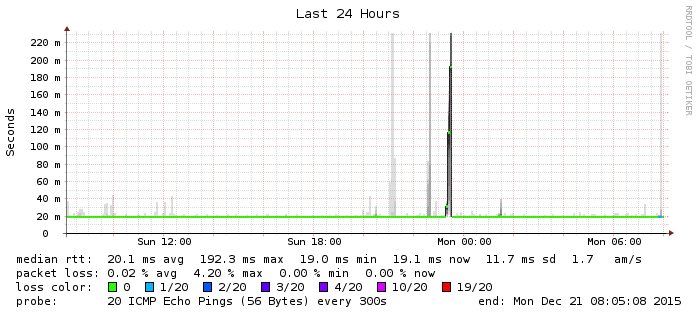 Last 24 Hours
RRDTOOL / TOBI OETIKER
Seconds
220 m
200 m
180 m
160 m
140 m
120 m
100 m
80 m
60 m
40 m
20 m
0
Sun 12:00 Sun 18:00 Mon 00:00 Mon 06:00
median rtt: 20.1 ms avg 192.3 ms max 19.0 ms min 19.1 ms now 11.7 ms sd 1.7 am/s
packet loss: 0.02 % avg 4.20 % max 0.00 % min 0.00 % now
loss color: 0 1/20 2/20 3/20 4/20 10/20 19/20
probe: 20 ICMP Echo Pings (56 Bytes) every 300s end: Mon Dec 21 08:05:08 2015